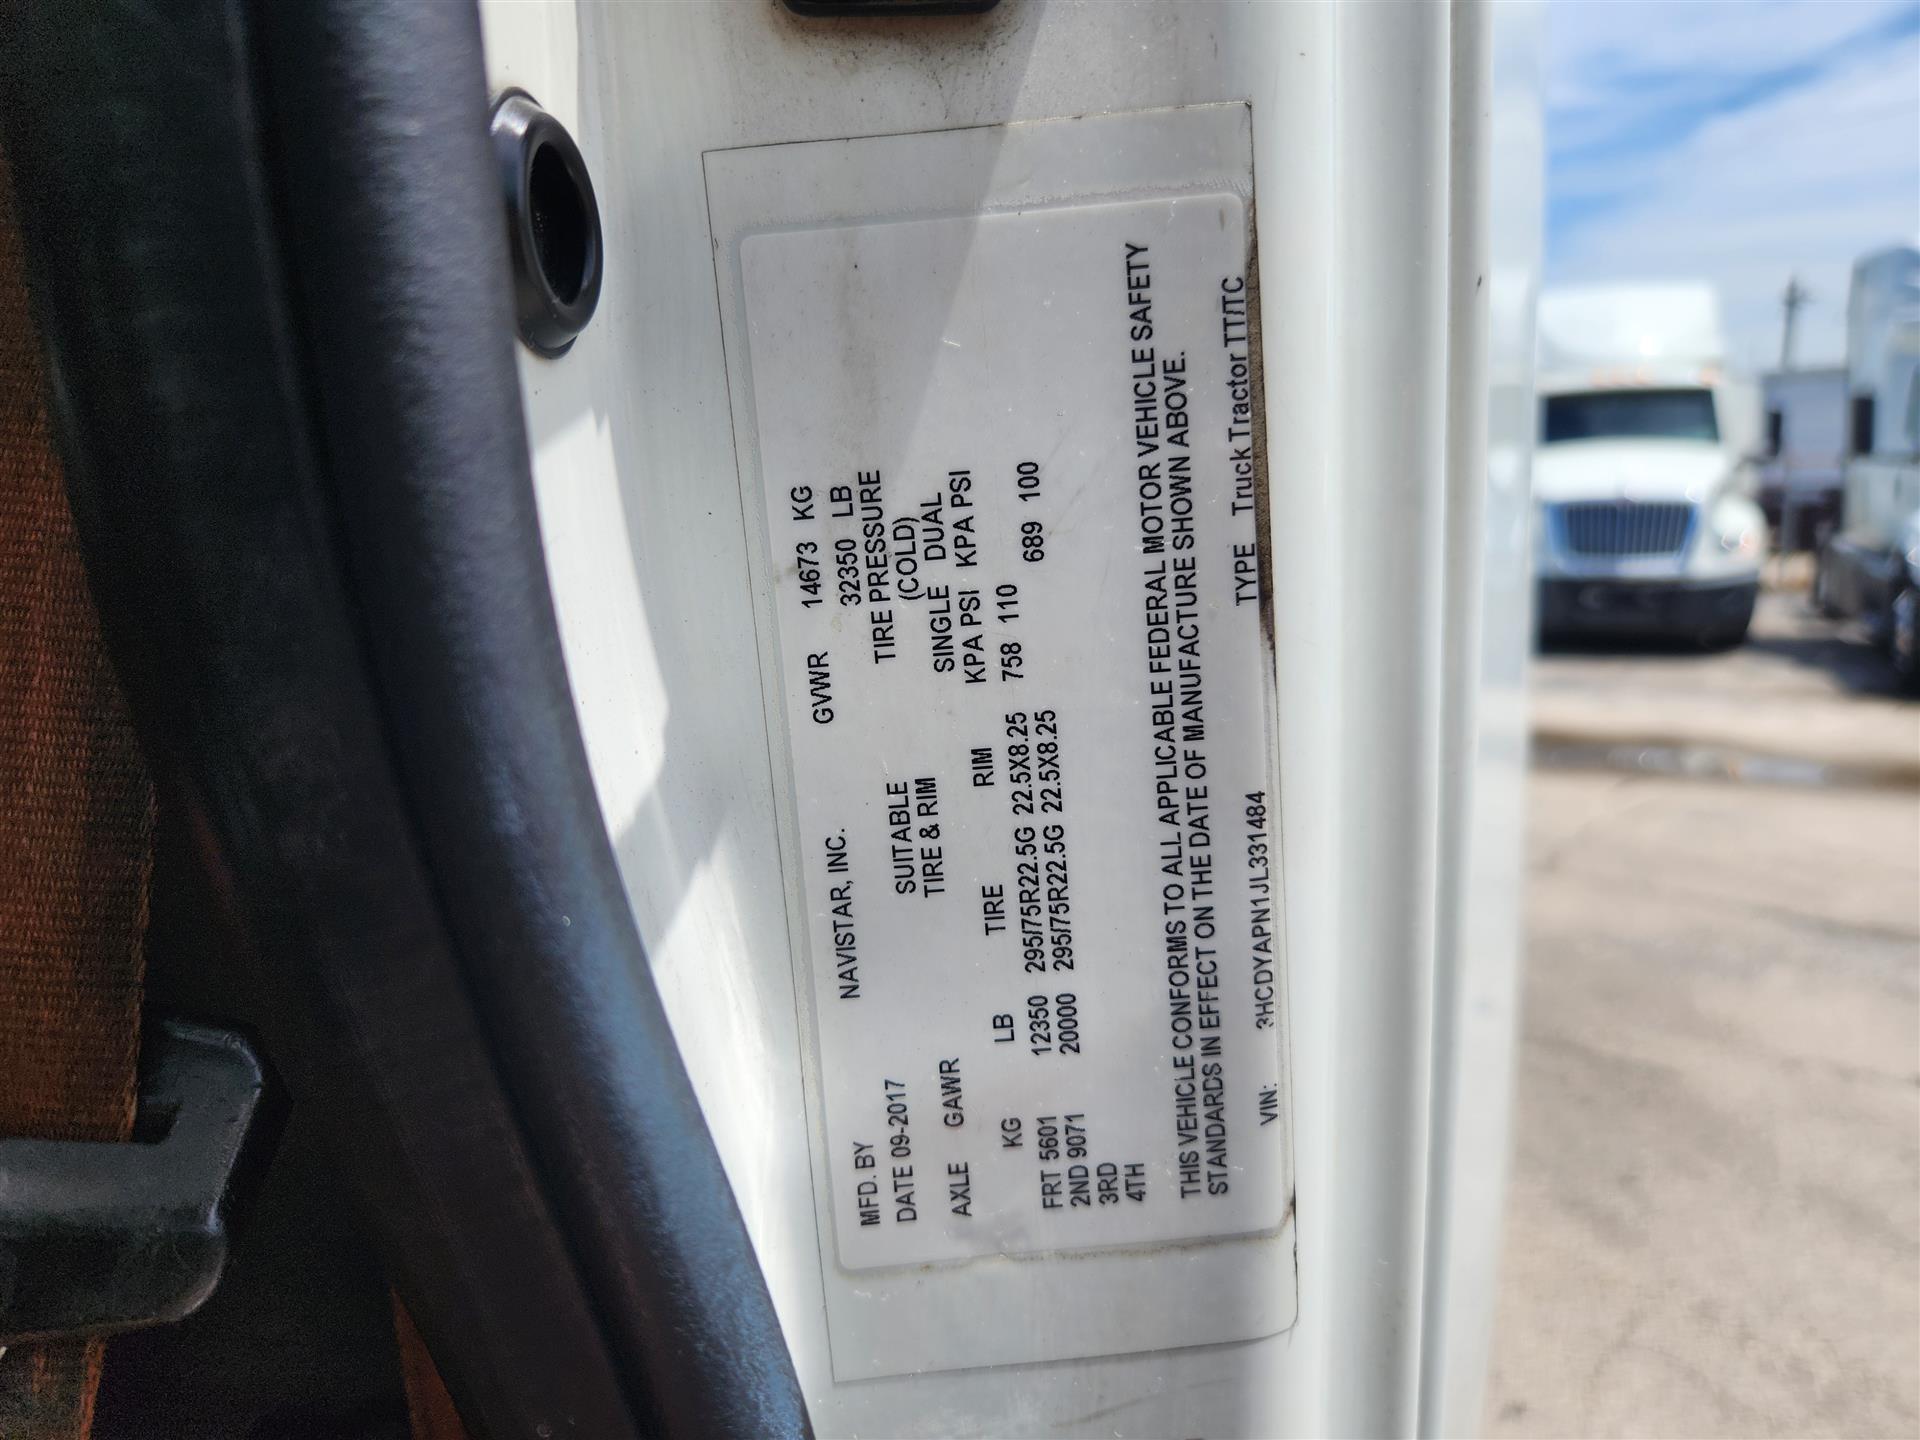 MFD. BY NAVISTAR, INC. GVWR 14673 KG
DATE 09-2017 32350 LB
SUITABLE TIRE PRESSURE
AXLE GAWR TIRE & RIM (COLD)
SINGLE DUAL
KG LB TIRE RIM KPA PSI KPA PSI
FRT 5601 12350 295/75R22.5G 22.5X8.25 758 110
2ND 9071 20000 295/75R22.5G 22.5X8.25 689 100
3RD
4TH
THIS VEHICLE CONFORMS TO ALL APPLICABLE FEDERAL MOTOR VEHICLE SAFETY
STANDARDS IN EFFECT ON THE DATE OF MANUFACTURE SHOWN ABOVE.
VIN: 3HCDYAPN1JL331484 TYPE Truck Tractor TT/TC